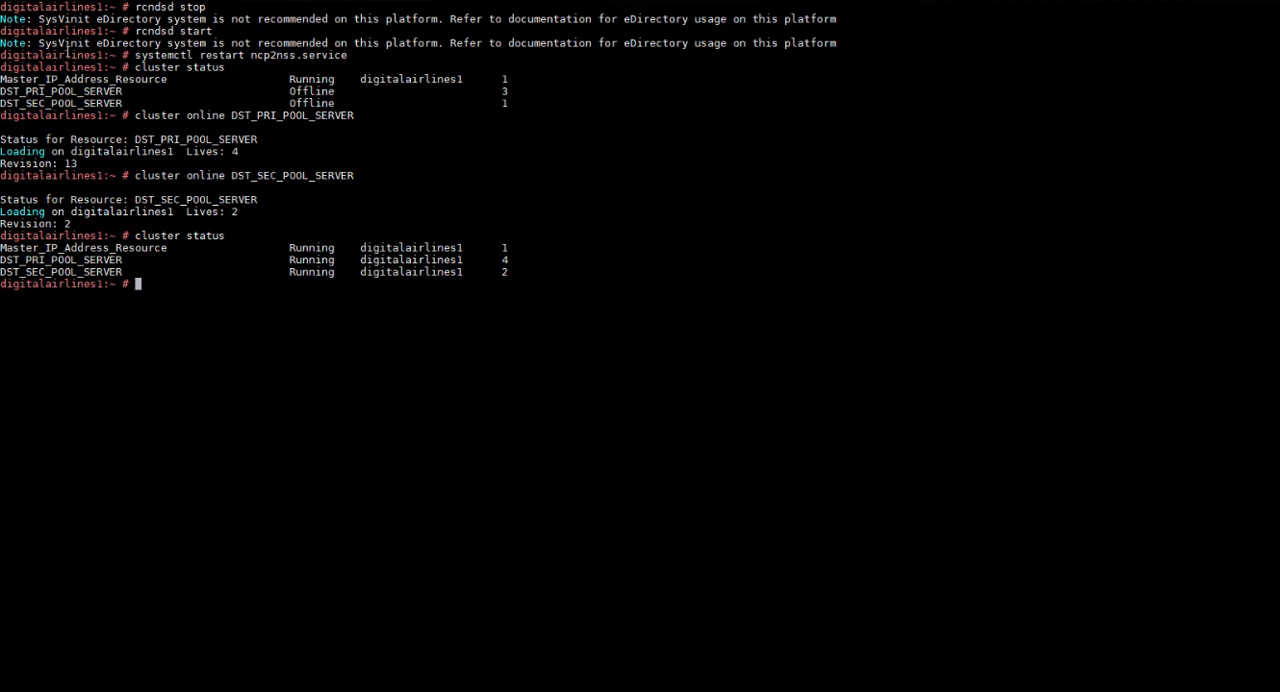 digitalairlines1:~ # rcndsd stop
Note: SysVinit eDirectory system is not recommended on this platform. Refer to documentation for eDirectory usage on this platform
digitalairlines1:~ # rcndsd start
Note: SysVinit eDirectory system is not recommended on this platform. Refer to documentation for eDirectory usage on this platform
digitalairlines1:~ # systemctl restart ncp2nss.service
digitalairlines1:~ # cluster status
Master_IP_Address_Resource Running digitalairlines1 1
DST_PRI_POOL_SERVER Offline 3
DST_SEC_POOL_SERVER Offline 1
digitalairlines1:~ # cluster online DST_PRI_POOL_SERVER
Status for Resource: DST_PRI_POOL_SERVER
Loading on digitalairlines1 Lives: 4
Revision: 13
digitalairlines1:~ # cluster online DST_SEC_POOL_SERVER
Status for Resource: DST_SEC_POOL_SERVER
Loading on digitalairlines1 Lives: 2
Revision: 2
digitalairlines1:~ # cluster status
Master_IP_Address_Resource Running digitalairlines1 1
DST_PRI_POOL_SERVER Running digitalairlines1 4
DST_SEC_POOL_SERVER Running digitalairlines1 2
digitalairlines1:~ #